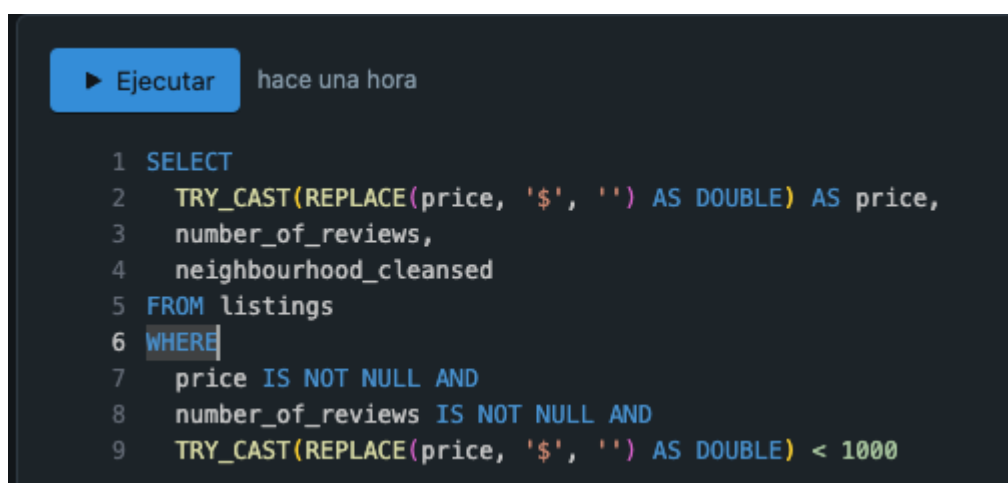 ▶ Ejecutar hace una hora
1 SELECT
2 TRY_CAST(REPLACE(price, '$', '') AS DOUBLE) AS price,
3 number_of_reviews,
4 neighbourhood_cleansed
5 FROM listings
6 WHERE
7 price IS NOT NULL AND
8 number_of_reviews IS NOT NULL AND
9 TRY_CAST(REPLACE(price, '$', '') AS DOUBLE) < 1000